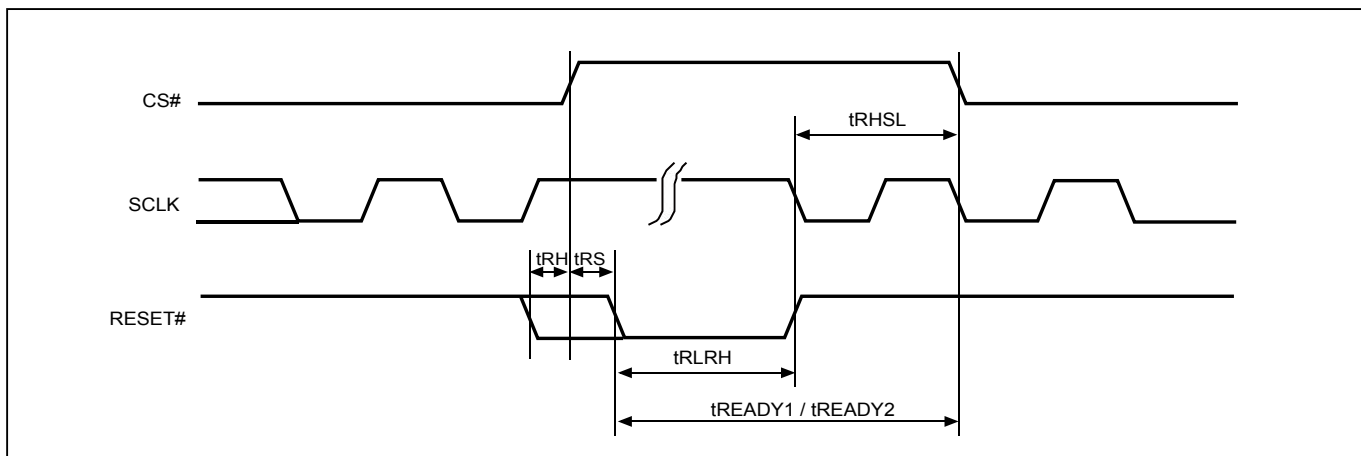 CS#
tRHSL
SCLK
tRH tRS
RESET#
tRLRH
tREADY1 / tREADY2